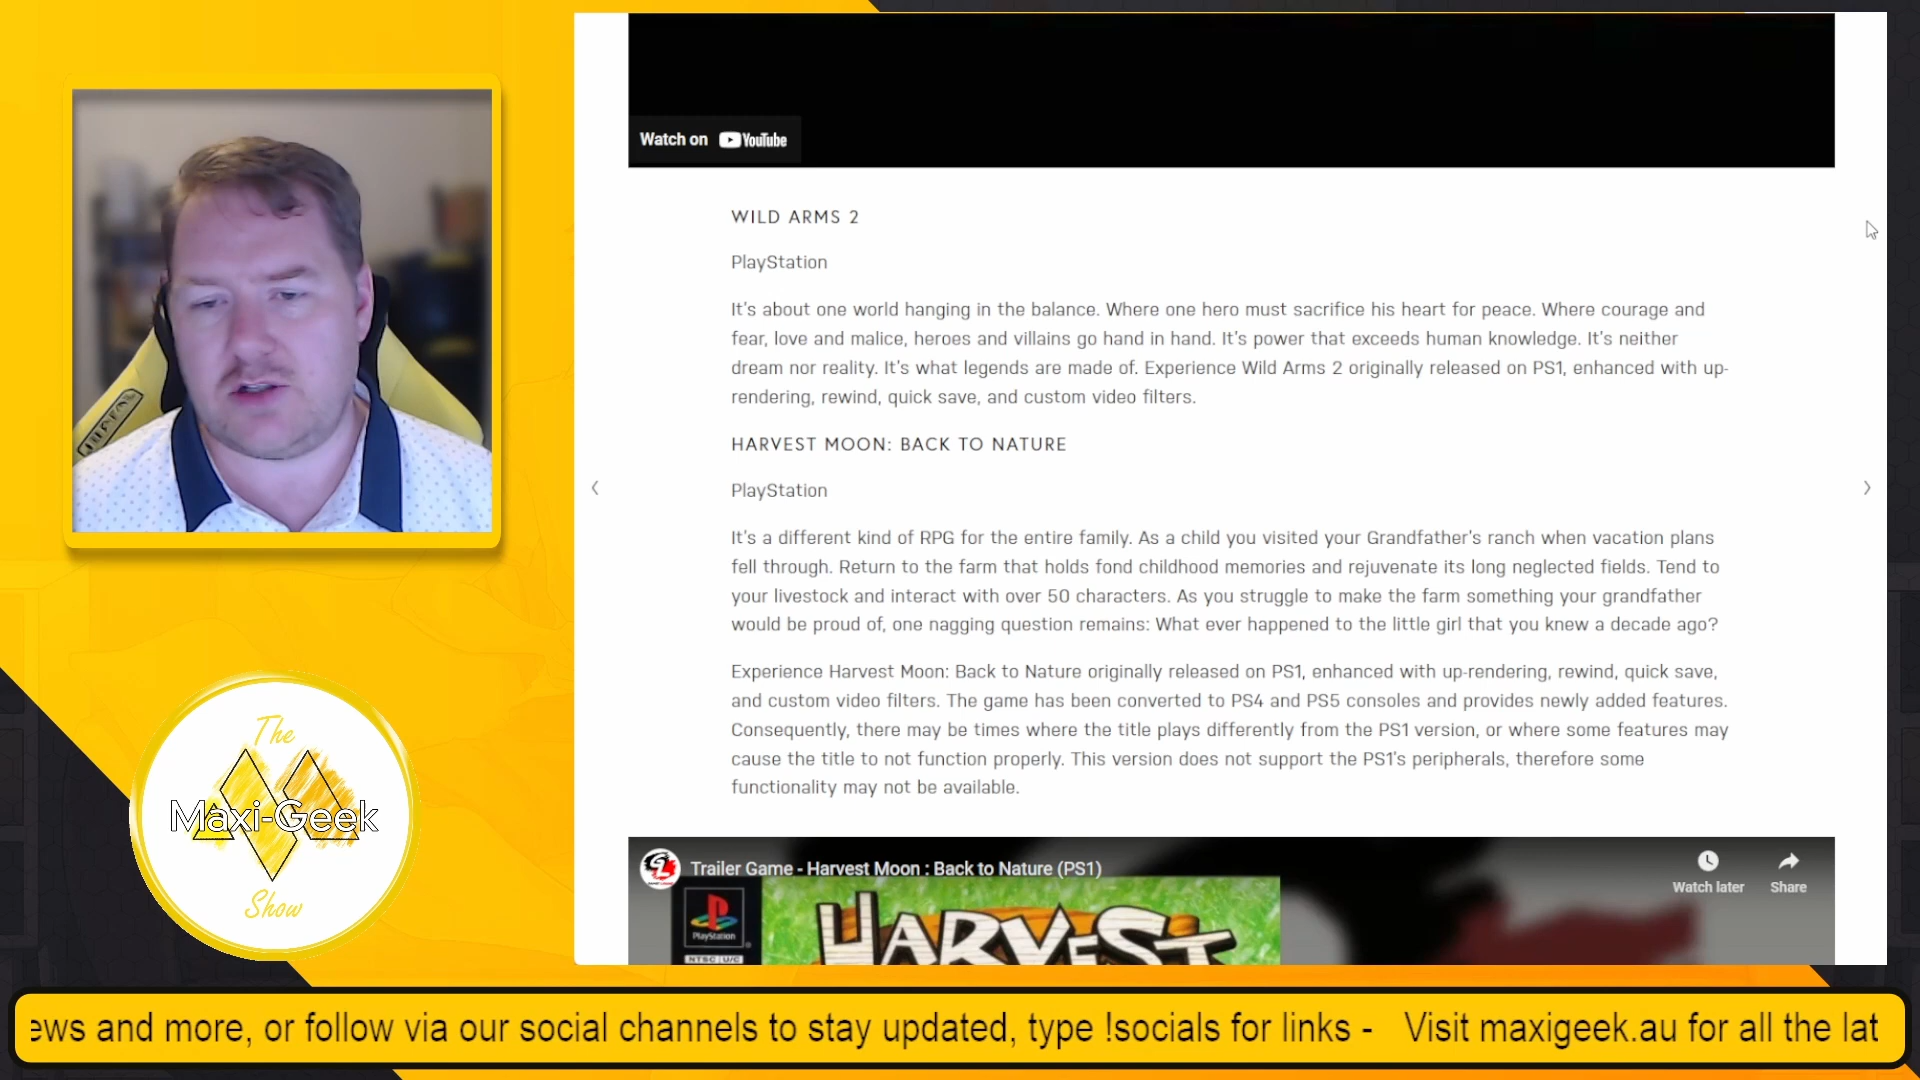 Watch on YouTube
WILD ARMS 2
PlayStation
It's about one world hanging in the balance. Where one hero must sacrifice his heart for peace. Where courage and
fear, love and malice, heroes and villains go hand in hand. It's power that exceeds human knowledge. It's neither
dream nor reality. It's what legends are made of. Experience Wild Arms 2 originally released on PS1, enhanced with up-
rendering, rewind, quick save, and custom video filters.
HARVEST MOON: BACK TO NATURE
PlayStation
It's a different kind of RPG for the entire family. As a child you visited your Grandfather's ranch when vacation plans
fell through. Return to the farm that holds fond childhood memories and rejuvenate its long neglected fields. Tend to
your livestock and interact with over 50 characters. As you struggle to make the farm something your grandfather
would be proud of, one nagging question remains: What ever happened to the little girl that you knew a decade ago?
Experience Harvest Moon: Back to Nature originally released on PS1, enhanced with up-rendering, rewind, quick save,
and custom video filters. The game has been converted to PS4 and PS5 consoles and provides newly added features.
Consequently, there may be times where the title plays differently from the PS1 version, or where some features may
cause the title to not function properly. This version does not support the PS1's peripherals, therefore some
functionality may not be available.
Trailer Game - Harvest Moon : Back to Nature (PS1)
Watch later
Share
PlayStation
NTSC U/C
HARVEST
The
Maxi-Geek
Show
ews and more, or follow via our social channels to stay updated, type !socials for links - Visit maxigeek.au for all the lat